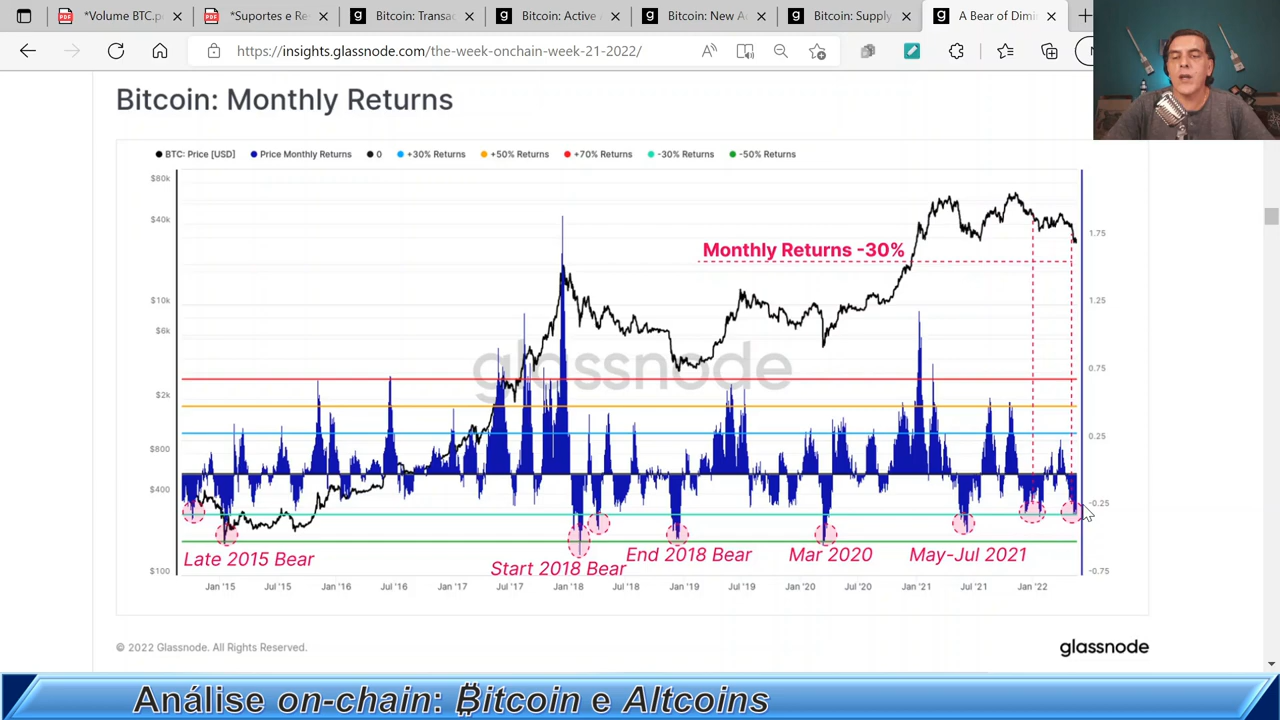 *Volume BTC.p
*Suportes e Re
Bitcoin: Transac
Bitcoin: Active
Bitcoin: New A
Bitcoin: Supply
A Bear of Dimi
https://insights.glassnode.com/the-week-onchain-week-21-2022/
Bitcoin: Monthly Returns
BTC: Price [USD] Price Monthly Returns 0 +30% Returns +50% Returns +70% Returns -30% Returns -50% Returns
$80k
$40k
1.75
Monthly Returns -30%
$10k
1.25
$6k
glassnode
0.75
$2k
0.25
$800
$400
-0.25
Late 2015 Bear
Start 2018 Bear
End 2018 Bear
Mar 2020
May-Jul 2021
$100
-0.75
Jan '15 Jul '15 Jan '16 Jul '16 Jan '17 Jul '17 Jan '18 Jul '18 Jan '19 Jul '19 Jan '20 Jul '20 Jan '21 Jul '21 Jan '22
© 2022 Glassnode. All Rights Reserved.
glassnode
Análise on-chain: ₿itcoin e Altcoins